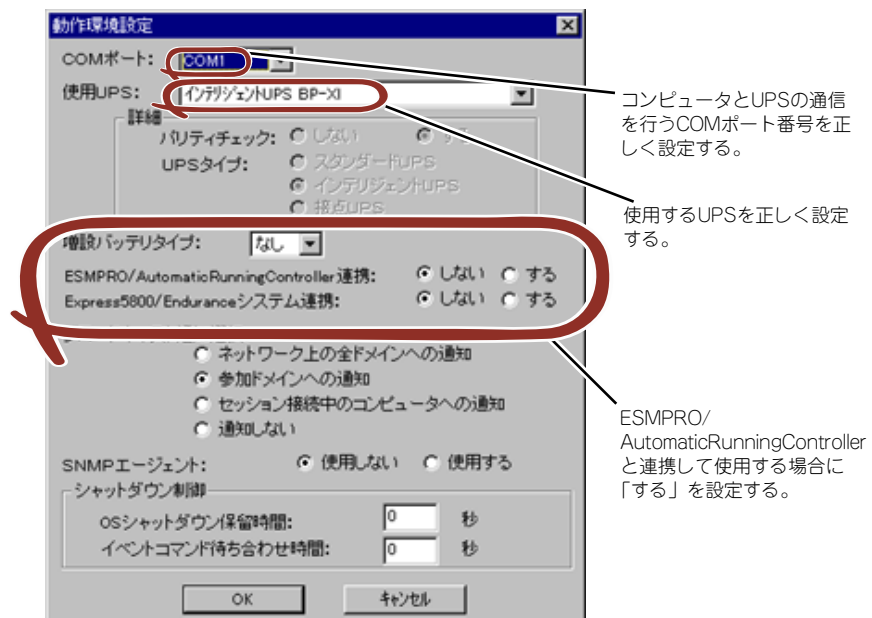 動作環境設定
COMポート: COM1
使用UPS: インテリジェントUPS BP-XI
詳細
パリティチェック: しない する
UPSタイプ: スタンダードUPS
インテリジェントUPS
接点UPS
増設バッテリタイプ: なし
ESMPRO/AutomaticRunningController連携: しない する
Express5800/Enduranceシステム連携: しない する
ネットワーク上の全ドメインへの通知
参加ドメインへの通知
セッション接続中のコンピュータへの通知
通知しない
SNMPエージェント: 使用しない 使用する
シャットダウン制御
OSシャットダウン保留時間: 0 秒
イベントコマンド待ち合わせ時間: 0 秒
OK キャンセル
コンピュータとUPSの通信
を行うCOMポート番号を正
しく設定する。
使用するUPSを正しく設定
する。
ESMPRO/
AutomaticRunningController
と連携して使用する場合に
「する」を設定する。